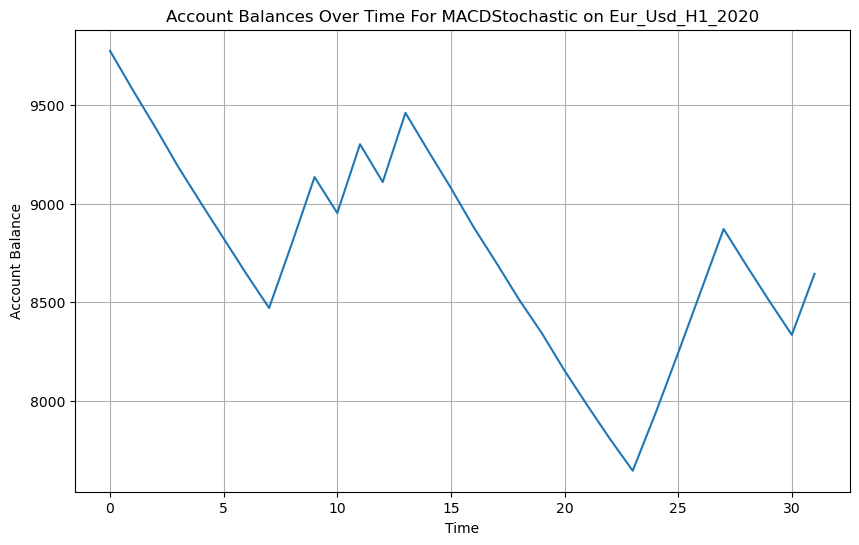 Account Balances Over Time For MACDStochastic on Eur_Usd_H1_2020
Account Balance
9500
9000
8500
8000
0 5 10 15 20 25 30
Time